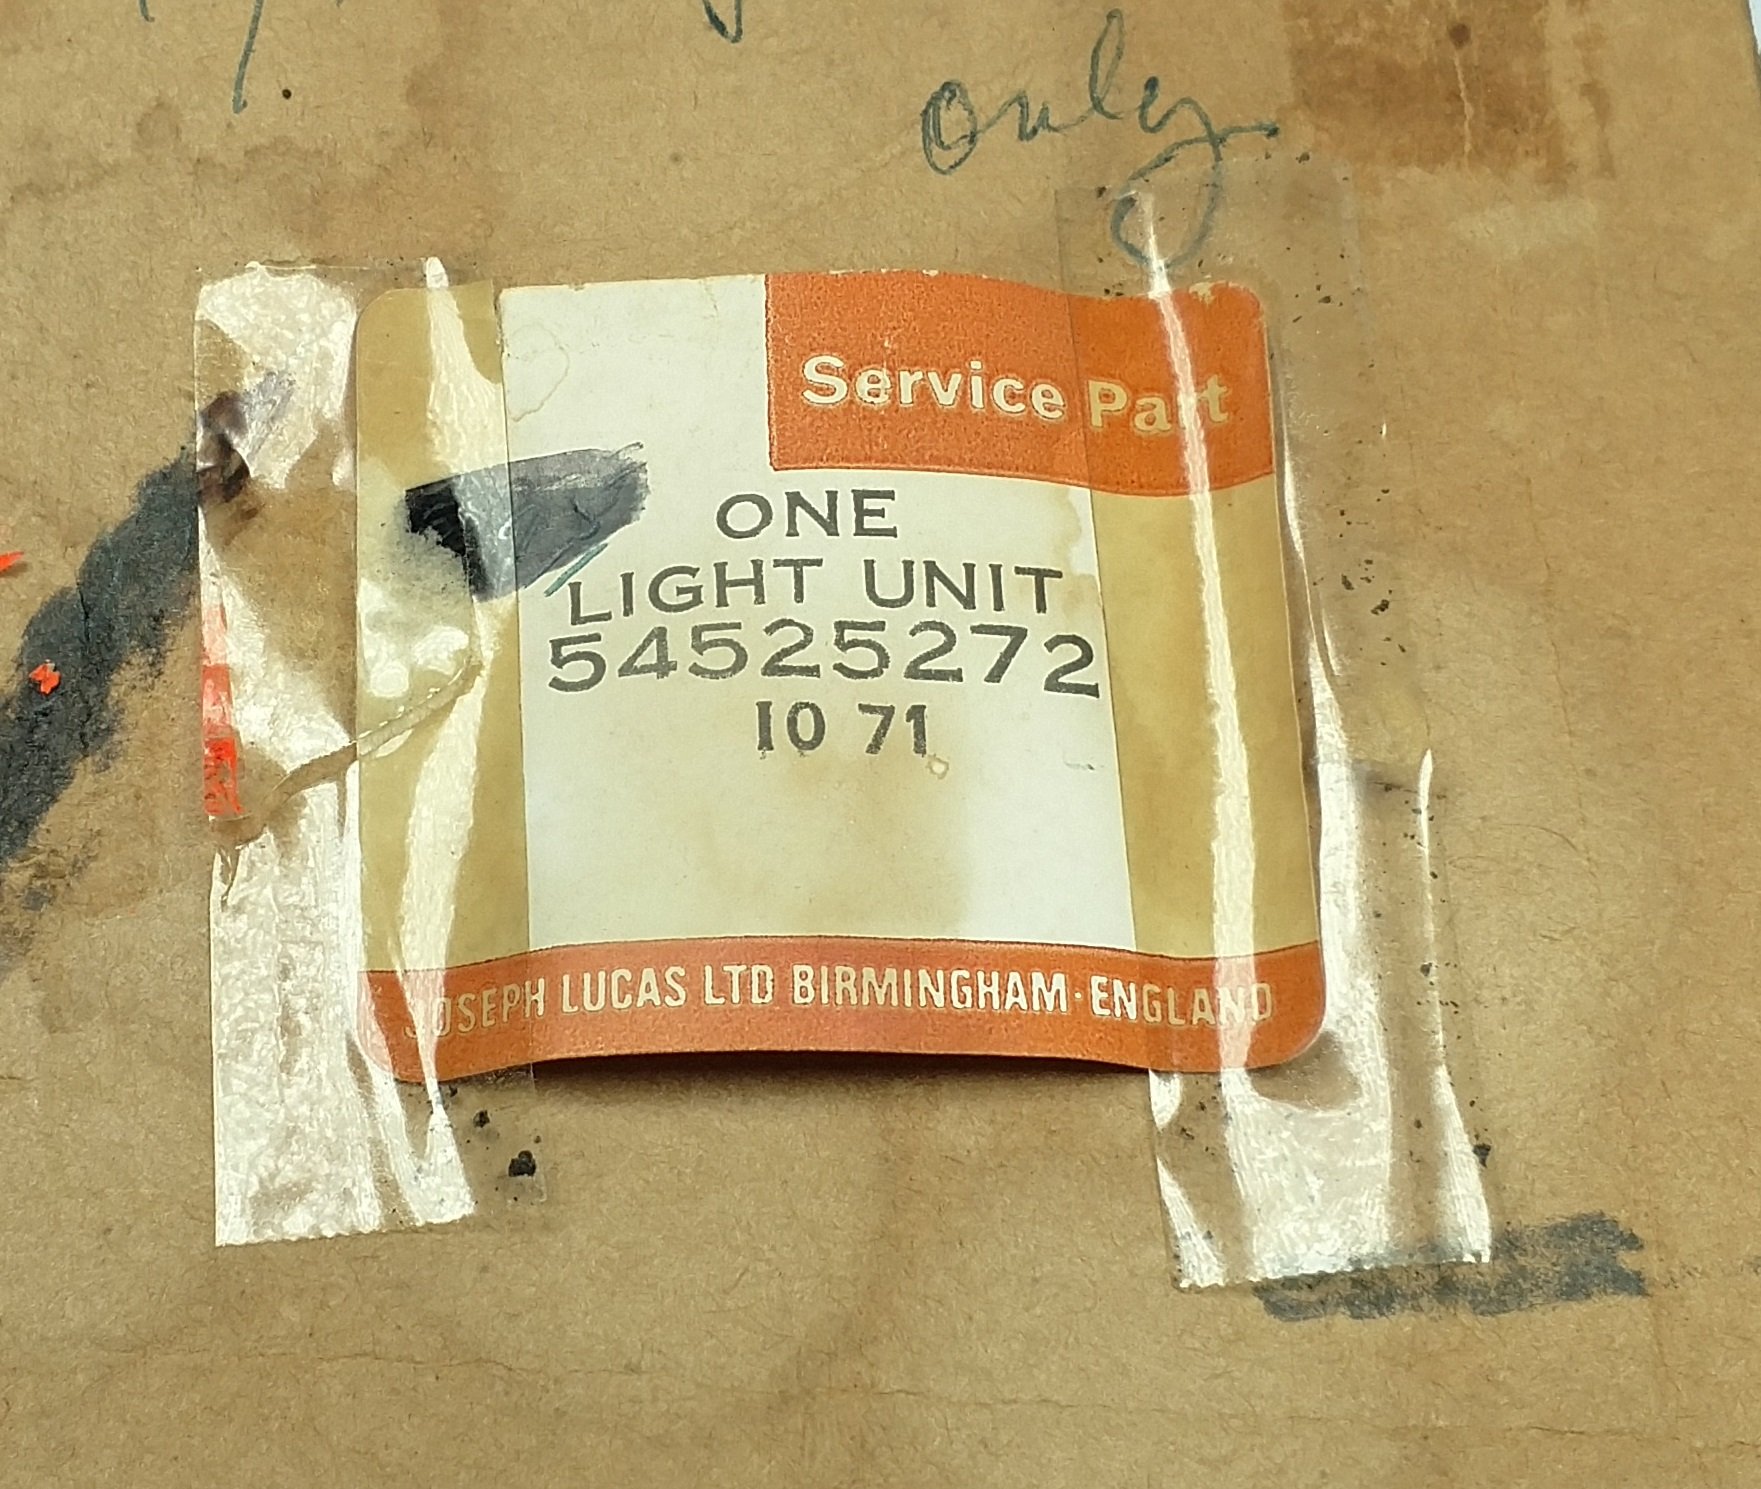 only
Service Part
ONE
LIGHT UNIT
54525272
10 71
JOSEPH LUCAS LTD BIRMINGHAM·ENGLAND